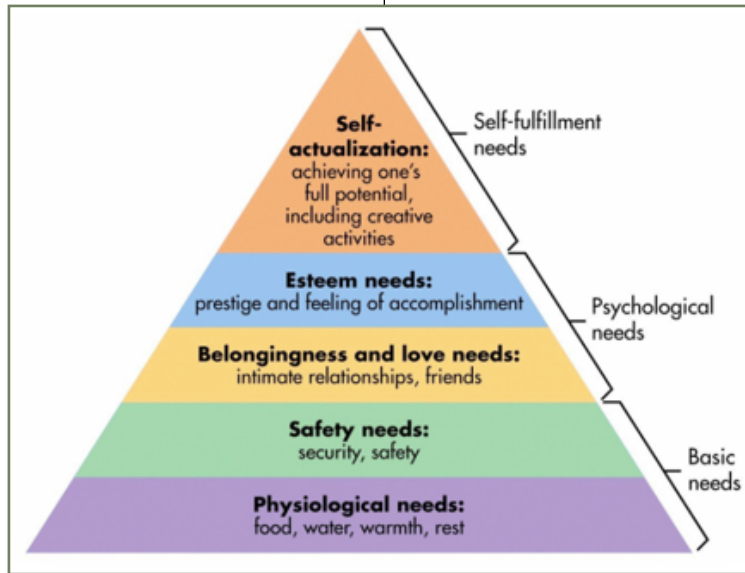 Self-
actualization:
achieving one's
full potential,
including creative
activities
Self-fulfillment
needs
Esteem needs:
prestige and feeling of accomplishment
Psychological
needs
Belongingness and love needs:
intimate relationships, friends
Safety needs:
security, safety
Basic
needs
Physiological needs:
food, water, warmth, rest